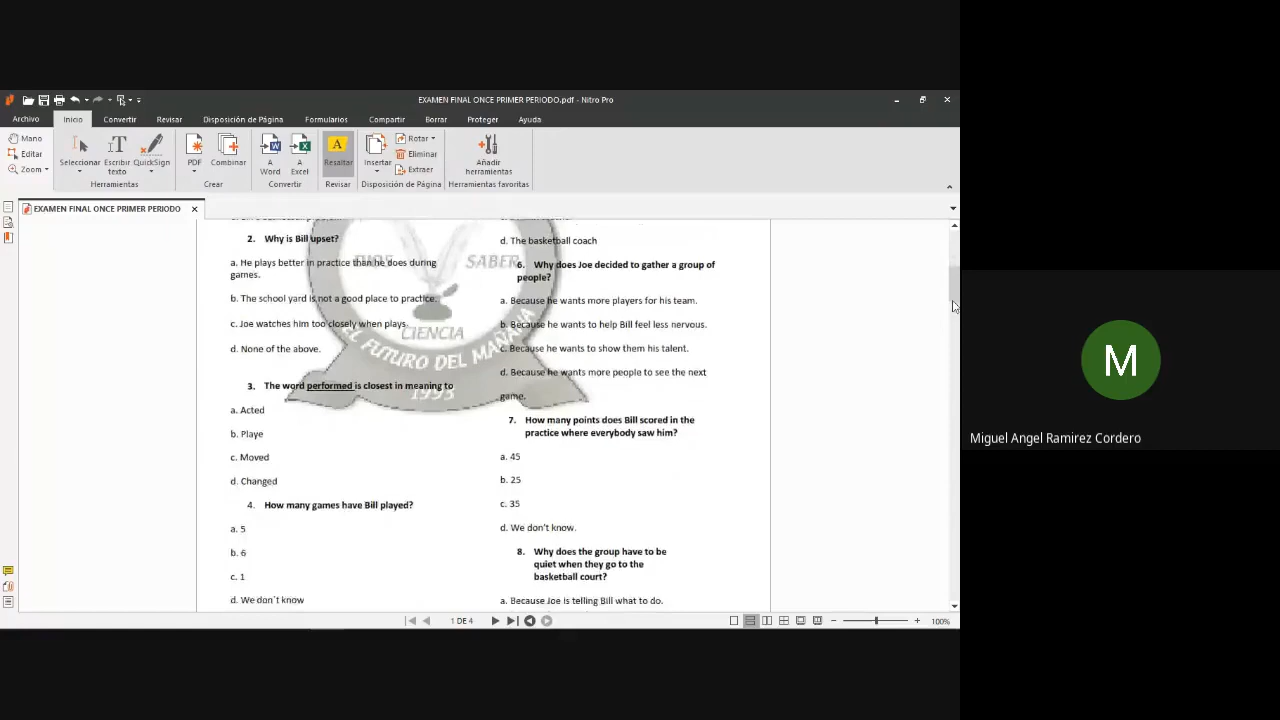 EXAMEN FINAL ONCE PRIMER PERIODO.pdf - Nitro Pro
Archivo Inicio Convertir Revisar Disposición de Página Formularios Compartir Borrar Proteger Ayuda
Mano
Editar
Zoom
Seleccionar
Escribir texto
QuickSign
Herramientas
PDF
Combinar
Crear
A Word
A Excel
Convertir
Resaltar
Revisar
Insertar
Rotar
Eliminar
Extraer
Disposición de Página
Añadir herramientas
Herramientas favoritas
EXAMEN FINAL ONCE PRIMER PERIODO
2. Why is Bill upset?
a. He plays better in practice than he does during
games.
b. The school yard is not a good place to practice.
c. Joe watches him too closely when plays.
d. None of the above.
3. The word performed is closest in meaning to
a. Acted
b. Playe
c. Moved
d. Changed
4. How many games have Bill played?
a. 5
b. 6
c. 1
d. We don´t know
d. The basketball coach
6. Why does Joe decided to gather a group of
people?
a. Because he wants more players for his team.
b. Because he wants to help Bill feel less nervous.
c. Because he wants to show them his talent.
d. Because he wants more people to see the next
game.
7. How many points does Bill scored in the
practice where everybody saw him?
a. 45
b. 25
c. 35
d. We don't know.
8. Why does the group have to be
quiet when they go to the
basketball court?
a. Because Joe is telling Bill what to do.
DIOS SABER
CIENCIA
EL FUTURO DEL MAÑANA
1993
1 DE 4
100%
M
Miguel Angel Ramirez Cordero